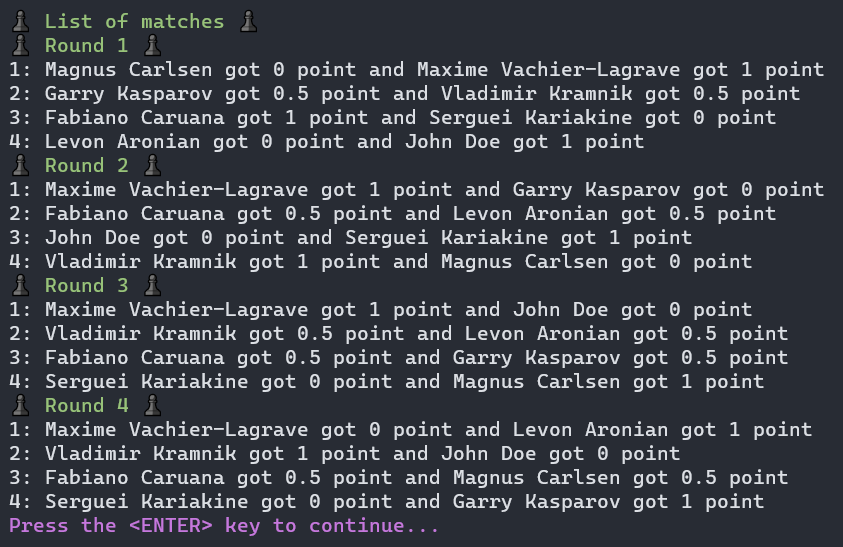 ♟ List of matches ♟
♟ Round 1 ♟
1: Magnus Carlsen got 0 point and Maxime Vachier-Lagrave got 1 point
2: Garry Kasparov got 0.5 point and Vladimir Kramnik got 0.5 point
3: Fabiano Caruana got 1 point and Serguei Kariakine got 0 point
4: Levon Aronian got 0 point and John Doe got 1 point
♟ Round 2 ♟
1: Maxime Vachier-Lagrave got 1 point and Garry Kasparov got 0 point
2: Fabiano Caruana got 0.5 point and Levon Aronian got 0.5 point
3: John Doe got 0 point and Serguei Kariakine got 1 point
4: Vladimir Kramnik got 1 point and Magnus Carlsen got 0 point
♟ Round 3 ♟
1: Maxime Vachier-Lagrave got 1 point and John Doe got 0 point
2: Vladimir Kramnik got 0.5 point and Levon Aronian got 0.5 point
3: Fabiano Caruana got 0.5 point and Garry Kasparov got 0.5 point
4: Serguei Kariakine got 0 point and Magnus Carlsen got 1 point
♟ Round 4 ♟
1: Maxime Vachier-Lagrave got 0 point and Levon Aronian got 1 point
2: Vladimir Kramnik got 1 point and John Doe got 0 point
3: Fabiano Caruana got 0.5 point and Magnus Carlsen got 0.5 point
4: Serguei Kariakine got 0 point and Garry Kasparov got 1 point
Press the <ENTER> key to continue...